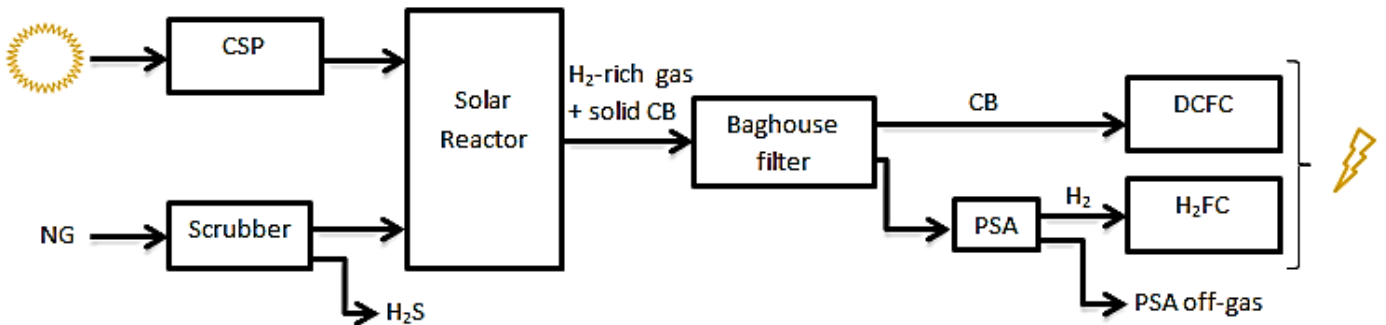 CSP
Solar
Reactor
H₂-rich gas
+ solid CB
Baghouse
filter
CB
DCFC
NG
Scrubber
H₂S
PSA
H₂
H₂FC
PSA off-gas